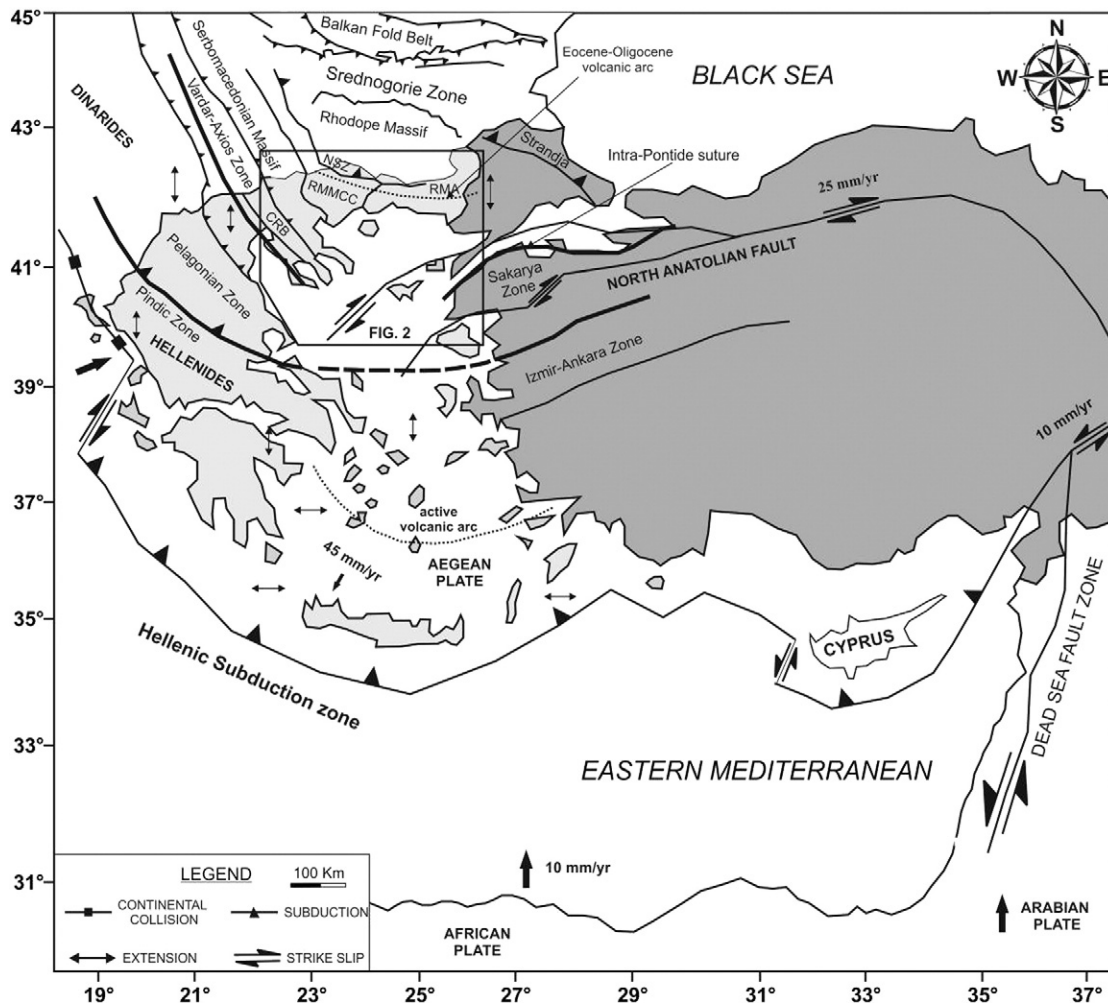 45°
43°
41°
39°
37°
35°
33°
31°
Balkan Fold Belt
Eocene-Oligocene
volcanic arc
BLACK SEA
N
W
E
S
Srednogorie Zone
Serbomacedonian Massif
Vardar-Axios Zone
DINARIDES
Rhodope Massif
Strandja
Intra-Pontide suture
NSZ
RMMCC
RMA
CRB
25 mm/yr
NORTH ANATOLIAN FAULT
Sakarya
Zone
Pelagonian Zone
Pindic Zone
HELLENIDES
FIG. 2
Izmir-Ankara Zone
10 mm/yr
active
volcanic arc
AEGEAN
PLATE
45 mm/yr
Hellenic Subduction zone
CYPRUS
DEAD SEA FAULT ZONE
EASTERN MEDITERRANEAN
10 mm/yr
AFRICAN
PLATE
ARABIAN
PLATE
LEGEND
100 Km
CONTINENTAL
COLLISION
SUBDUCTION
EXTENSION
STRIKE SLIP
19°
21°
23°
25°
27°
29°
31°
33°
35°
37°